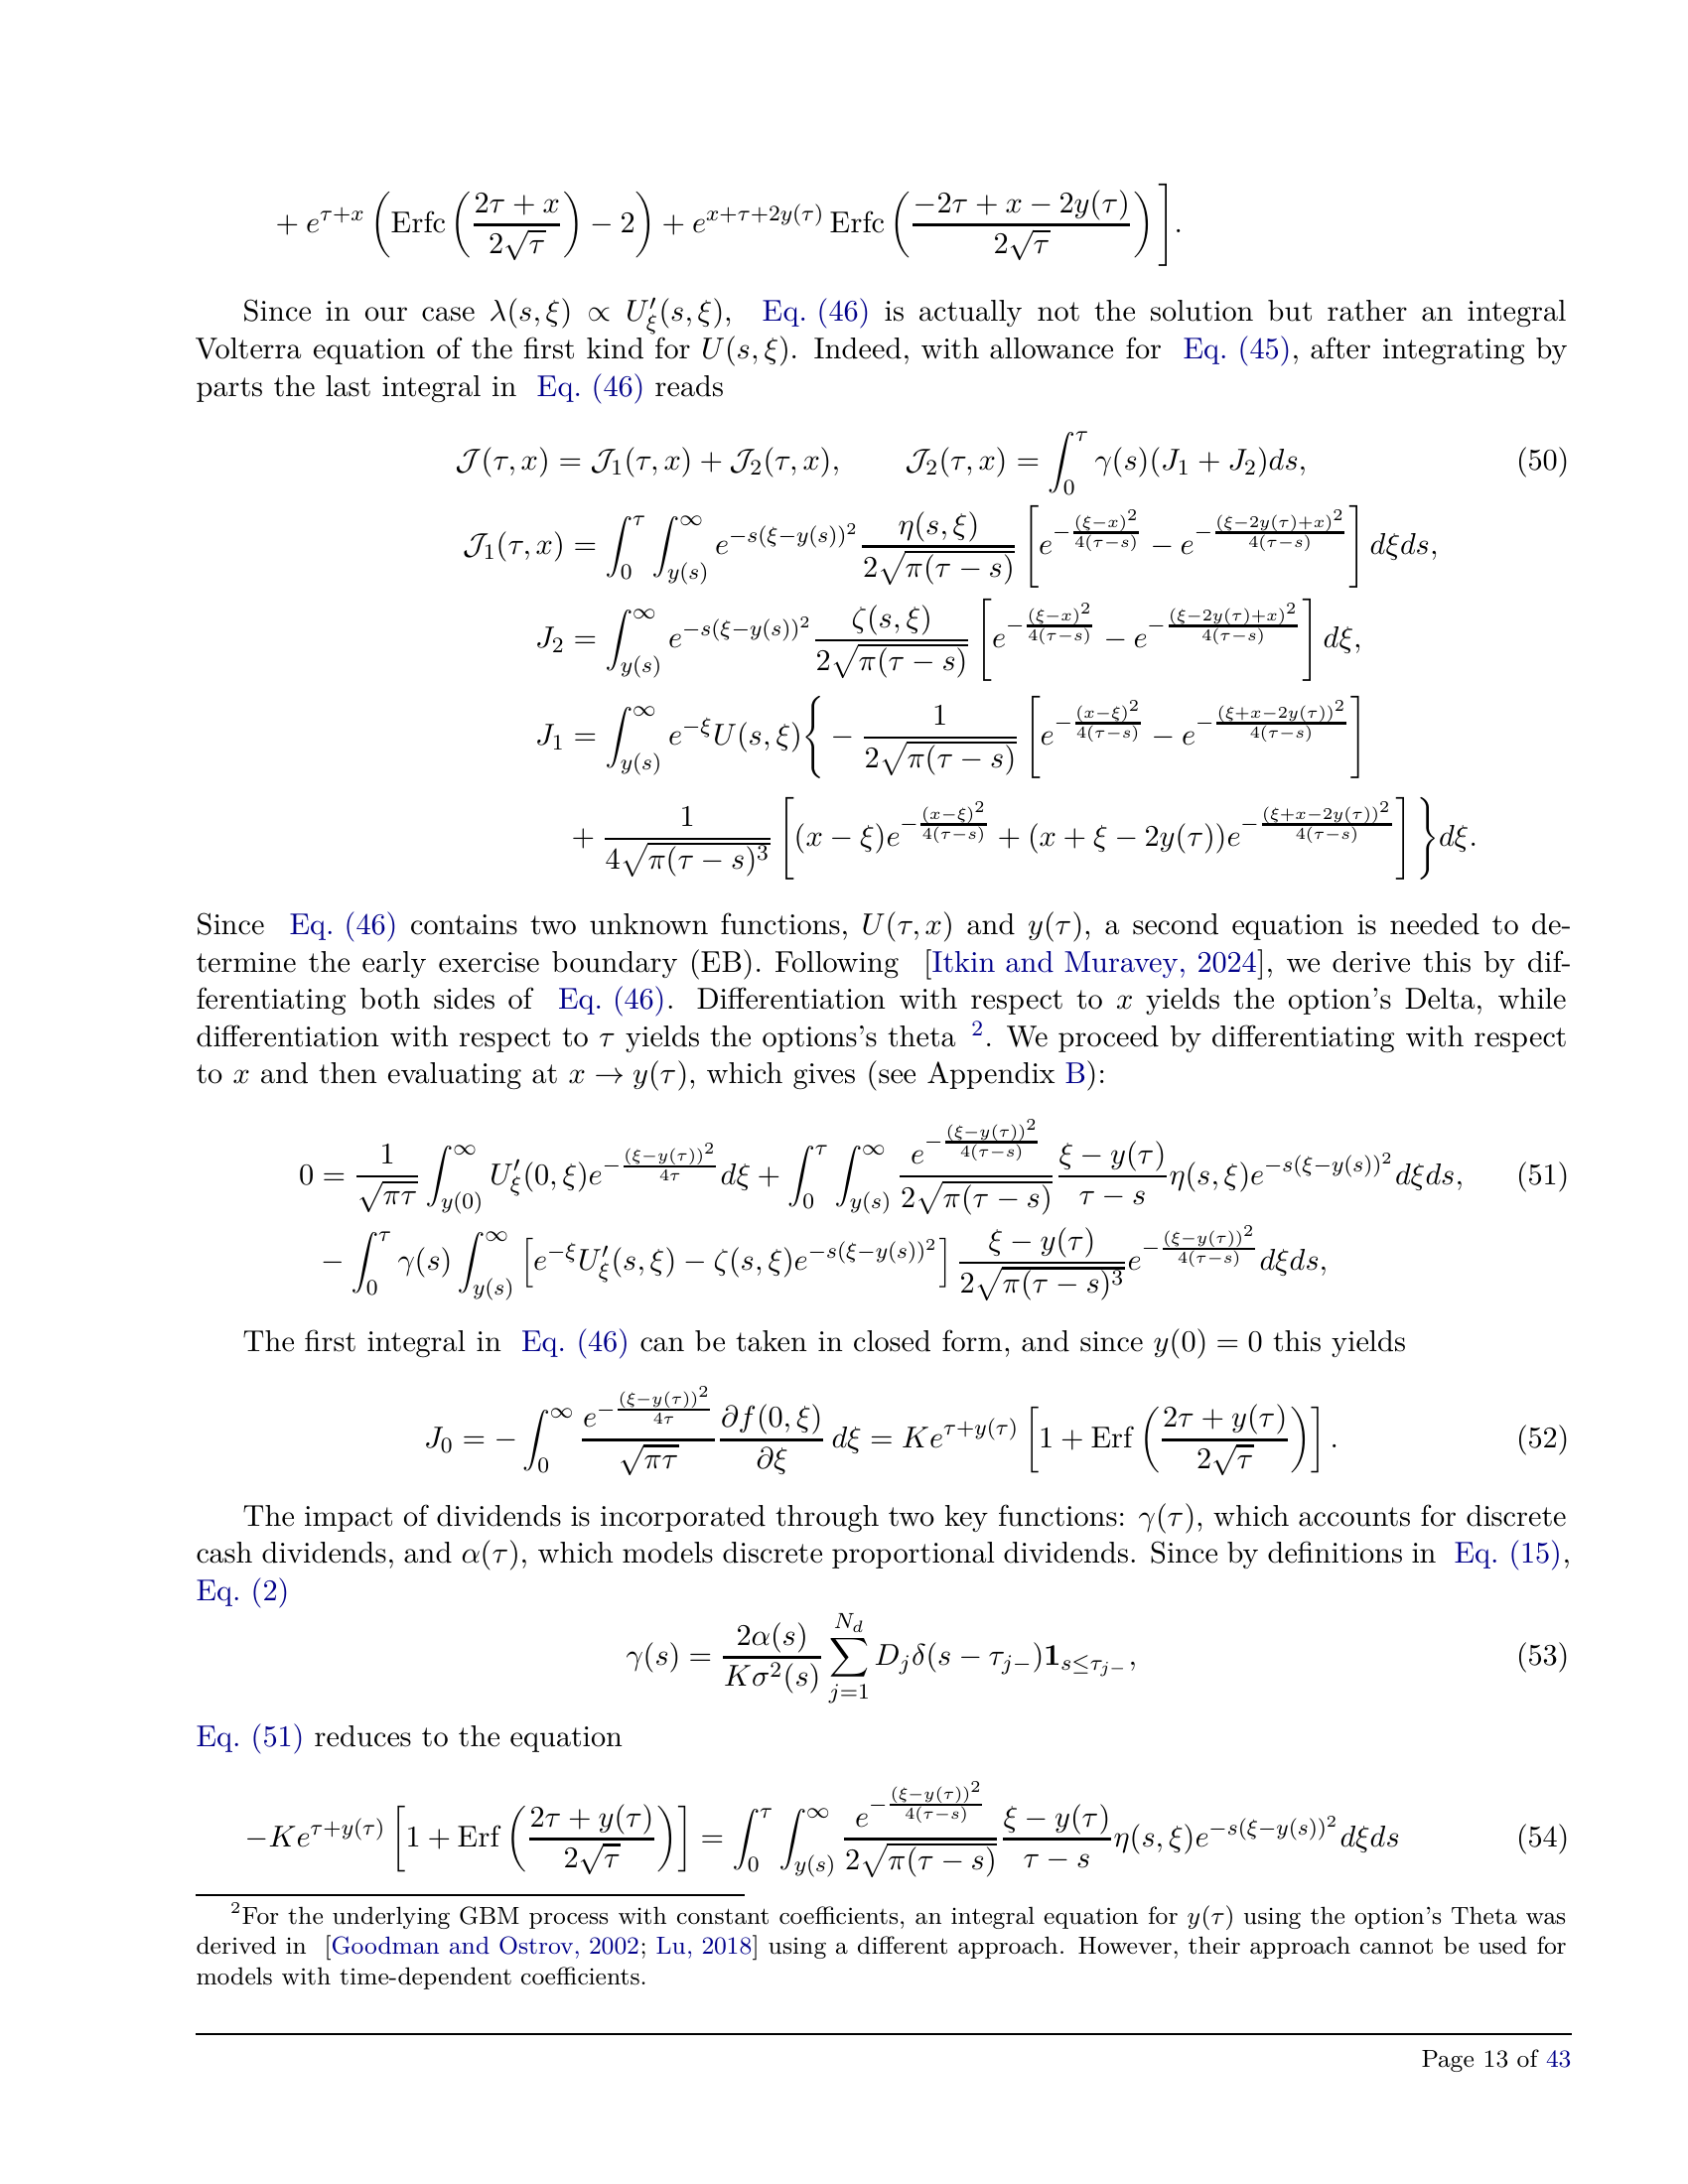 $+ e^{\tau+x}\left(\operatorname{Erfc}\left(\frac{2\tau+x}{2\sqrt{\tau}}\right)-2\right)+e^{x+\tau+2y(\tau)}\operatorname{Erfc}\left(\frac{-2\tau+x-2y(\tau)}{2\sqrt{\tau}}\right)\Bigg].$
Since in our case $\lambda(s,\xi) \propto U'_\xi(s,\xi)$, Eq. (46) is actually not the solution but rather an integral
Volterra equation of the first kind for $U(s,\xi)$. Indeed, with allowance for Eq. (45), after integrating by
parts the last integral in Eq. (46) reads
$\mathcal{J}(\tau,x)=\mathcal{J}_1(\tau,x)+\mathcal{J}_2(\tau,x),\qquad \mathcal{J}_2(\tau,x)=\int_0^\tau \gamma(s)(J_1+J_2)ds,$ (50)
$\mathcal{J}_1(\tau,x)=\int_0^\tau\int_{y(s)}^\infty e^{-s(\xi-y(s))^2}\frac{\eta(s,\xi)}{2\sqrt{\pi(\tau-s)}}\left[e^{-\frac{(\xi-x)^2}{4(\tau-s)}}-e^{-\frac{(\xi-2y(\tau)+x)^2}{4(\tau-s)}}\right]d\xi ds,$
$J_2=\int_{y(s)}^\infty e^{-s(\xi-y(s))^2}\frac{\zeta(s,\xi)}{2\sqrt{\pi(\tau-s)}}\left[e^{-\frac{(\xi-x)^2}{4(\tau-s)}}-e^{-\frac{(\xi-2y(\tau)+x)^2}{4(\tau-s)}}\right]d\xi,$
$J_1=\int_{y(s)}^\infty e^{-\xi}U(s,\xi)\Bigg\{-\frac{1}{2\sqrt{\pi(\tau-s)}}\left[e^{-\frac{(x-\xi)^2}{4(\tau-s)}}-e^{-\frac{(\xi+x-2y(\tau))^2}{4(\tau-s)}}\right]$
$+\frac{1}{4\sqrt{\pi(\tau-s)^3}}\left[(x-\xi)e^{-\frac{(x-\xi)^2}{4(\tau-s)}}+(x+\xi-2y(\tau))e^{-\frac{(\xi+x-2y(\tau))^2}{4(\tau-s)}}\right]\Bigg\}d\xi.$
Since Eq. (46) contains two unknown functions, $U(\tau,x)$ and $y(\tau)$, a second equation is needed to de-
termine the early exercise boundary (EB). Following [Itkin and Muravey, 2024], we derive this by dif-
ferentiating both sides of Eq. (46). Differentiation with respect to $x$ yields the option's Delta, while
differentiation with respect to $\tau$ yields the options's theta $^2$. We proceed by differentiating with respect
to $x$ and then evaluating at $x \to y(\tau)$, which gives (see Appendix B):
$0=\frac{1}{\sqrt{\pi\tau}}\int_{y(0)}^\infty U'_\xi(0,\xi)e^{-\frac{(\xi-y(\tau))^2}{4\tau}}d\xi+\int_0^\tau\int_{y(s)}^\infty\frac{e^{-\frac{(\xi-y(\tau))^2}{4(\tau-s)}}}{2\sqrt{\pi(\tau-s)}}\frac{\xi-y(\tau)}{\tau-s}\eta(s,\xi)e^{-s(\xi-y(s))^2}d\xi ds,$ (51)
$-\int_0^\tau\gamma(s)\int_{y(s)}^\infty\left[e^{-\xi}U'_\xi(s,\xi)-\zeta(s,\xi)e^{-s(\xi-y(s))^2}\right]\frac{\xi-y(\tau)}{2\sqrt{\pi(\tau-s)^3}}e^{-\frac{(\xi-y(\tau))^2}{4(\tau-s)}}d\xi ds,$
The first integral in Eq. (46) can be taken in closed form, and since $y(0)=0$ this yields
$J_0=-\int_0^\infty\frac{e^{-\frac{(\xi-y(\tau))^2}{4\tau}}}{\sqrt{\pi\tau}}\frac{\partial f(0,\xi)}{\partial\xi}\,d\xi=Ke^{\tau+y(\tau)}\left[1+\operatorname{Erf}\left(\frac{2\tau+y(\tau)}{2\sqrt{\tau}}\right)\right].$ (52)
The impact of dividends is incorporated through two key functions: $\gamma(\tau)$, which accounts for discrete
cash dividends, and $\alpha(\tau)$, which models discrete proportional dividends. Since by definitions in Eq. (15),
Eq. (2)
$\gamma(s)=\frac{2\alpha(s)}{K\sigma^2(s)}\sum_{j=1}^{N_d}D_j\delta(s-\tau_{j-})\mathbf{1}_{s\le\tau_{j-}},$ (53)
Eq. (51) reduces to the equation
$-Ke^{\tau+y(\tau)}\left[1+\operatorname{Erf}\left(\frac{2\tau+y(\tau)}{2\sqrt{\tau}}\right)\right]=\int_0^\tau\int_{y(s)}^\infty\frac{e^{-\frac{(\xi-y(\tau))^2}{4(\tau-s)}}}{2\sqrt{\pi(\tau-s)}}\frac{\xi-y(\tau)}{\tau-s}\eta(s,\xi)e^{-s(\xi-y(s))^2}d\xi ds$ (54)
$^2$For the underlying GBM process with constant coefficients, an integral equation for $y(\tau)$ using the option's Theta was
derived in [Goodman and Ostrov, 2002; Lu, 2018] using a different approach. However, their approach cannot be used for
models with time-dependent coefficients.
Page 13 of 43